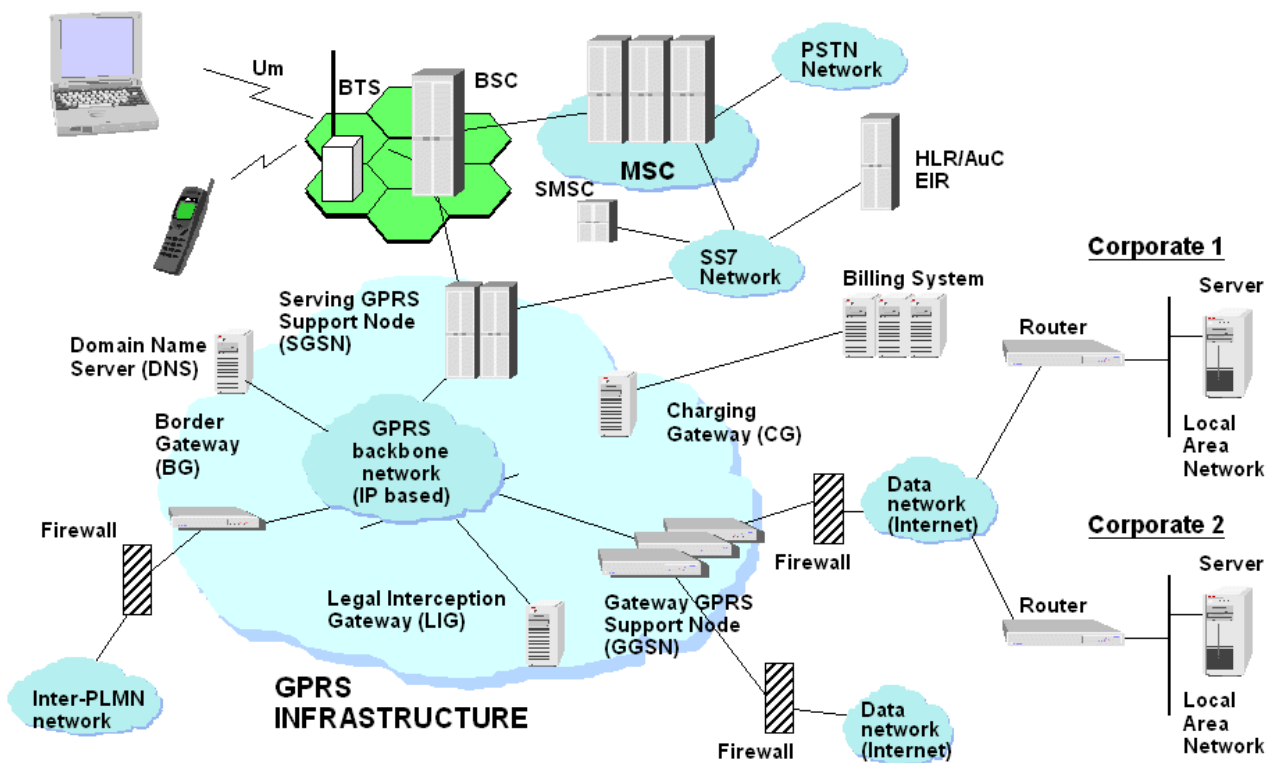 Um
BTS
BSC
PSTN
Network
MSC
HLR/AuC
EIR
SMSC
SS7
Network
Corporate 1
Server
Billing System
Serving GPRS
Support Node
(SGSN)
Router
Domain Name
Server (DNS)
Border
Gateway
(BG)
GPRS
backbone
network
(IP based)
Charging
Gateway (CG)
Local
Area
Network
Data
network
(Internet)
Firewall
Firewall
Corporate 2
Server
Legal Interception
Gateway (LIG)
Gateway GPRS
Support Node
(GGSN)
Router
Inter-PLMN
network
GPRS
INFRASTRUCTURE
Firewall
Data
network
(Internet)
Local
Area
Network